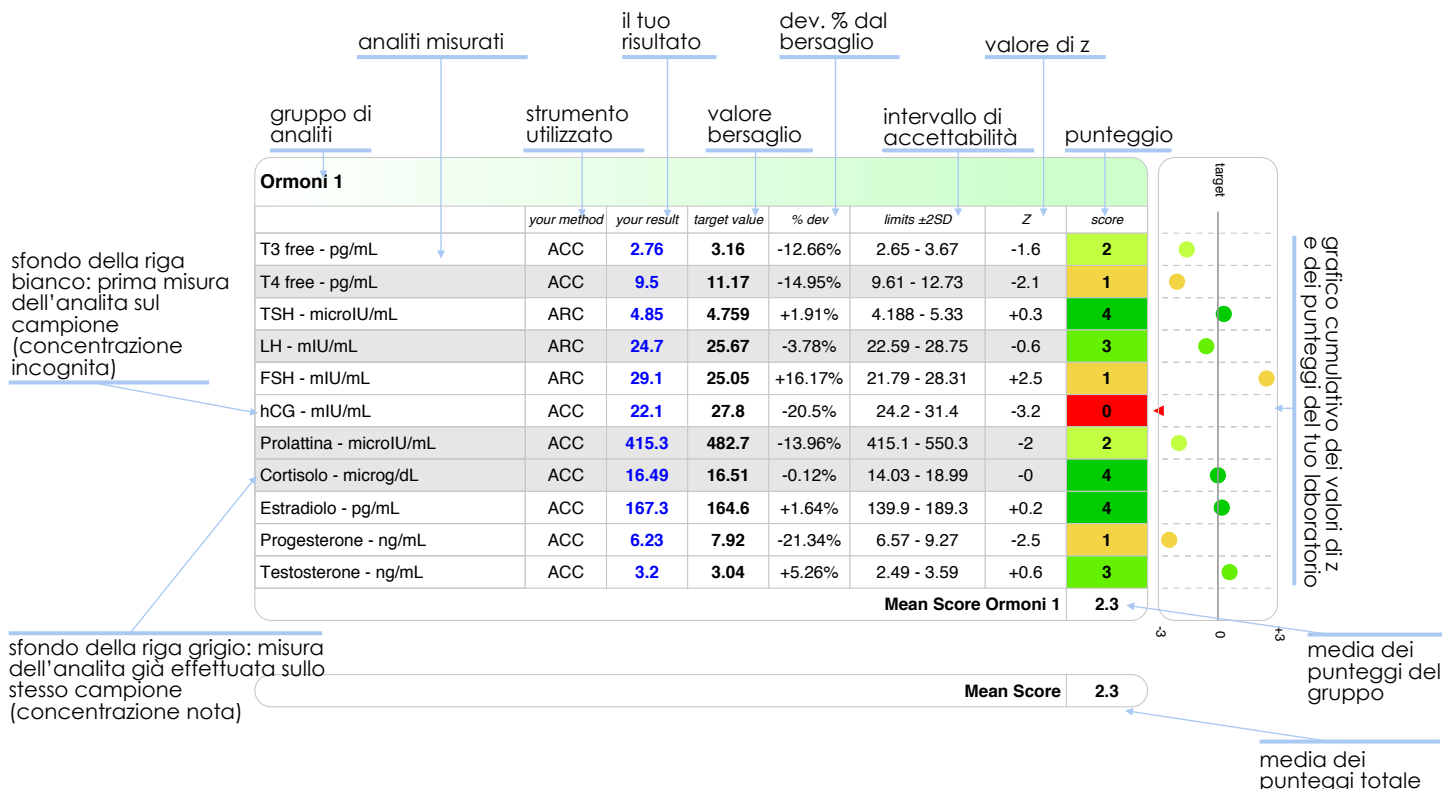 il tuo
risultato
dev. % dal
bersaglio
analiti misurati
valore di z
gruppo di
analiti
strumento
utilizzato
valore
bersaglio
intervallo di
accettabilità
punteggio
Ormoni 1
your method your result target value % dev limits ±2SD Z score
T3 free - pg/mL ACC 2.76 3.16 -12.66% 2.65 - 3.67 -1.6 2
T4 free - pg/mL ACC 9.5 11.17 -14.95% 9.61 - 12.73 -2.1 1
TSH - microIU/mL ARC 4.85 4.759 +1.91% 4.188 - 5.33 +0.3 4
LH - mIU/mL ARC 24.7 25.67 -3.78% 22.59 - 28.75 -0.6 3
FSH - mIU/mL ARC 29.1 25.05 +16.17% 21.79 - 28.31 +2.5 1
hCG - mIU/mL ACC 22.1 27.8 -20.5% 24.2 - 31.4 -3.2 0
Prolattina - microIU/mL ACC 415.3 482.7 -13.96% 415.1 - 550.3 -2 2
Cortisolo - microg/dL ACC 16.49 16.51 -0.12% 14.03 - 18.99 -0 4
Estradiolo - pg/mL ACC 167.3 164.6 +1.64% 139.9 - 189.3 +0.2 4
Progesterone - ng/mL ACC 6.23 7.92 -21.34% 6.57 - 9.27 -2.5 1
Testosterone - ng/mL ACC 3.2 3.04 +5.26% 2.49 - 3.59 +0.6 3
Mean Score Ormoni 1 2.3
Mean Score 2.3
target
-3 0 +3
grafico cumulativo dei valori di z
e dei punteggi del tuo laboratorio
sfondo della riga
bianco: prima misura
dell'analita sul
campione
(concentrazione
incognita)
sfondo della riga grigio: misura
dell'analita già effettuata sullo
stesso campione
(concentrazione nota)
media dei
punteggi del
gruppo
media dei
punteggi totale